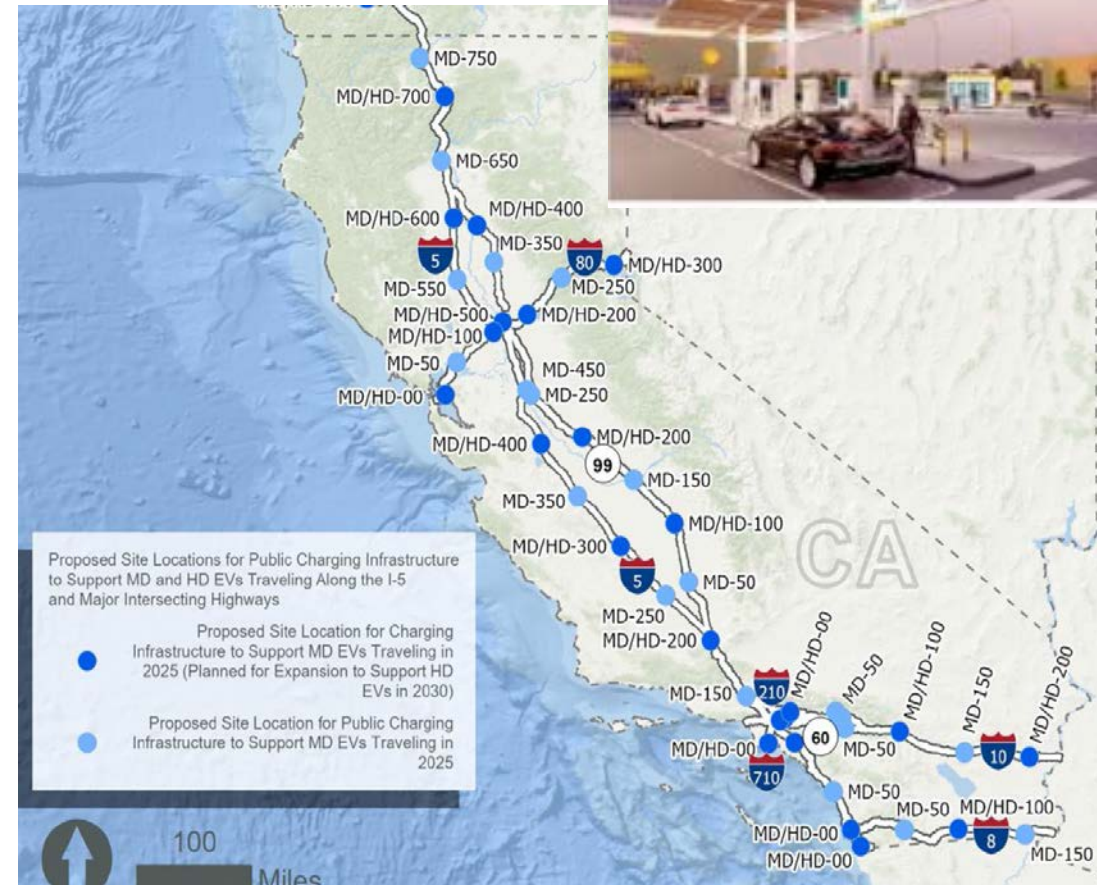 MD-750
MD/HD-700
MD-650
MD/HD-600
MD/HD-400
5
MD-350
80
MD/HD-300
MD-550
MD-250
MD/HD-500
MD/HD-200
MD/HD-100
MD-50
MD-450
MD/HD-00
MD-250
MD/HD-400
MD/HD-200
99
MD-150
MD-350
MD/HD-100
CA
MD/HD-300
5
MD-50
MD-250
MD/HD-200
MD-150
210
MD/HD-00
MD-50
MD/HD-100
MD-150
MD/HD-200
MD/HD-00
60
MD-50
10
710
MD-50
MD-50
MD/HD-100
MD/HD-00
8
MD/HD-00
MD-150
Proposed Site Locations for Public Charging Infrastructure
to Support MD and HD EVs Traveling Along the I-5
and Major Intersecting Highways
Proposed Site Location for Charging
Infrastructure to Support MD EVs Traveling in
2025 (Planned for Expansion to Support HD
EVs in 2030)
Proposed Site Location for Public Charging
Infrastructure to Support MD EVs Traveling in
2025
100
Miles